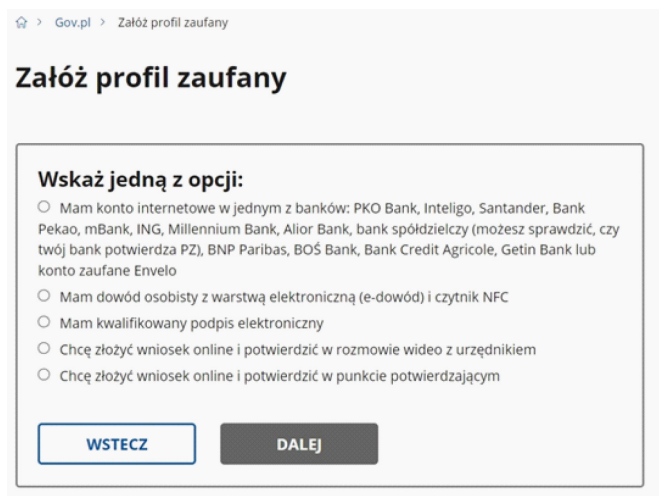 Gov.pl > Załóż profil zaufany
Załóż profil zaufany
Wskaż jedną z opcji:
Mam konto internetowe w jednym z banków: PKO Bank, Inteligo, Santander, Bank
Pekao, mBank, ING, Millennium Bank, Alior Bank, bank spółdzielczy (możesz sprawdzić, czy
twój bank potwierdza PZ), BNP Paribas, BOŚ Bank, Bank Credit Agricole, Getin Bank lub
konto zaufane Envelo
Mam dowód osobisty z warstwą elektroniczną (e-dowód) i czytnik NFC
Mam kwalifikowany podpis elektroniczny
Chcę złożyć wniosek online i potwierdzić w rozmowie wideo z urzędnikiem
Chcę złożyć wniosek online i potwierdzić w punkcie potwierdzającym
WSTECZ DALEJ